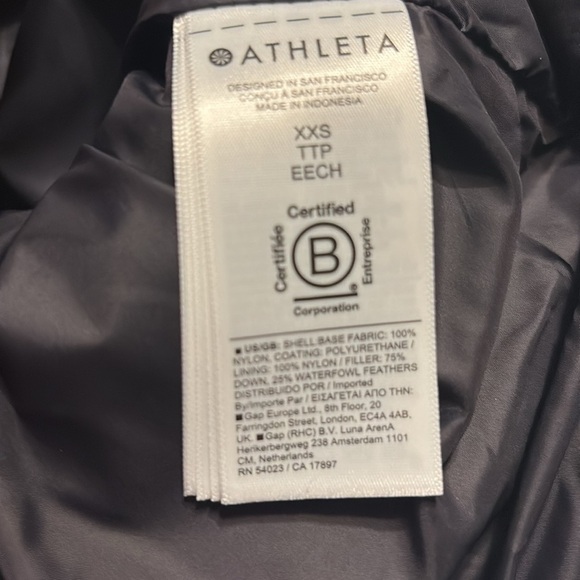 ATHLETA
DESIGNED IN SAN FRANCISCO
CONÇU À SAN FRANCISCO
MADE IN INDONESIA
XXS
TTP
EECH
Certified
Certifiée
B
Entreprise
Corporation
US/GB: SHELL:BASE FABRIC: 100%
NYLON, COATING: POLYURETHANE /
LINING: 100% NYLON / FILLER: 75%
DOWN, 25% WATERFOWL FEATHERS
DISTRIBUIDO POR / Imported
By/Importe Par / ΕΙΣΑΓΕΤΑΙ ΑΠΟ ΤΗΝ:
Gap Europe Ltd., 8th Floor, 20
Farringdon Street, London, EC4A 4AB,
UK. Gap (RHC) B.V. Luna ArenA
Herikerbergweg 238 Amsterdam 1101
CM, Netherlands
RN 54023 / CA 17897